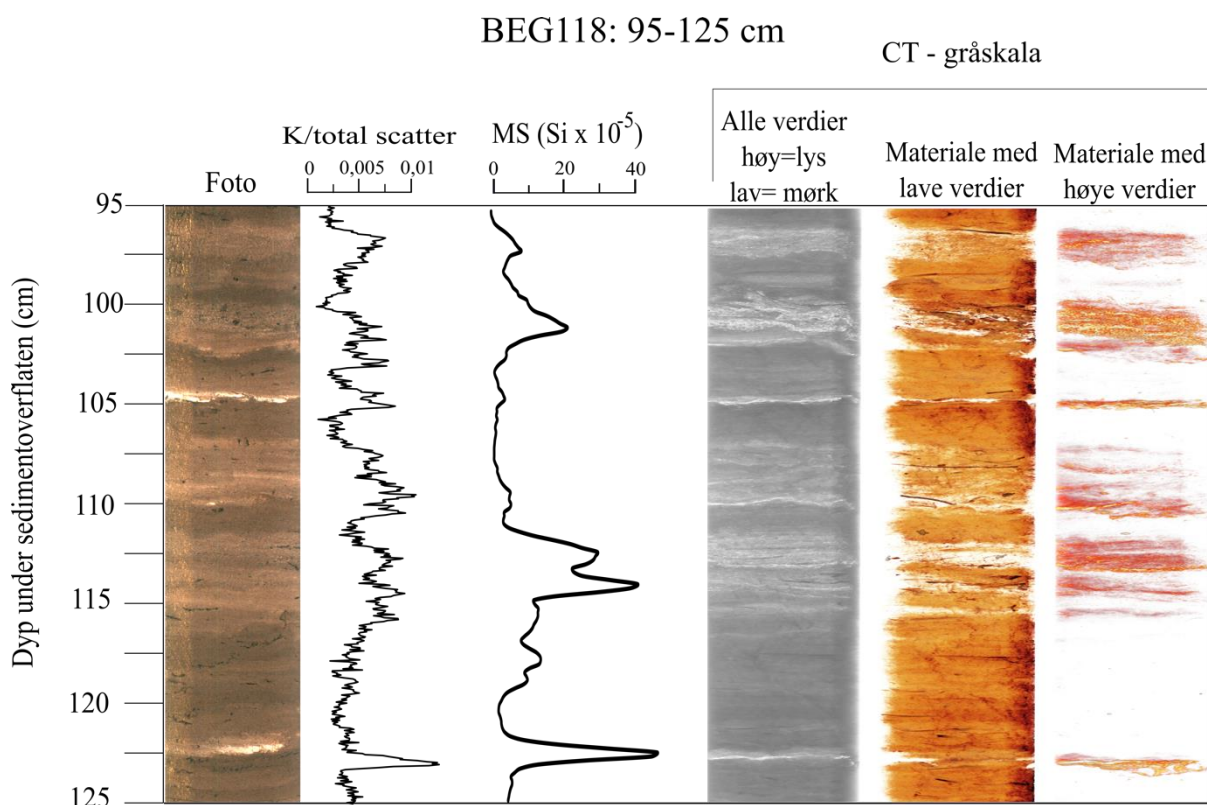 BEG118: 95-125 cm
CT - gråskala
Foto
K/total scatter
0 0,005 0,01
MS (Si x 10-5)
0 20 40
Alle verdier
høy=lys
lav= mørk
Materiale med
lave verdier
Materiale med
høye verdier
Dyp under sedimentoverflaten (cm)
95
100
105
110
115
120
125